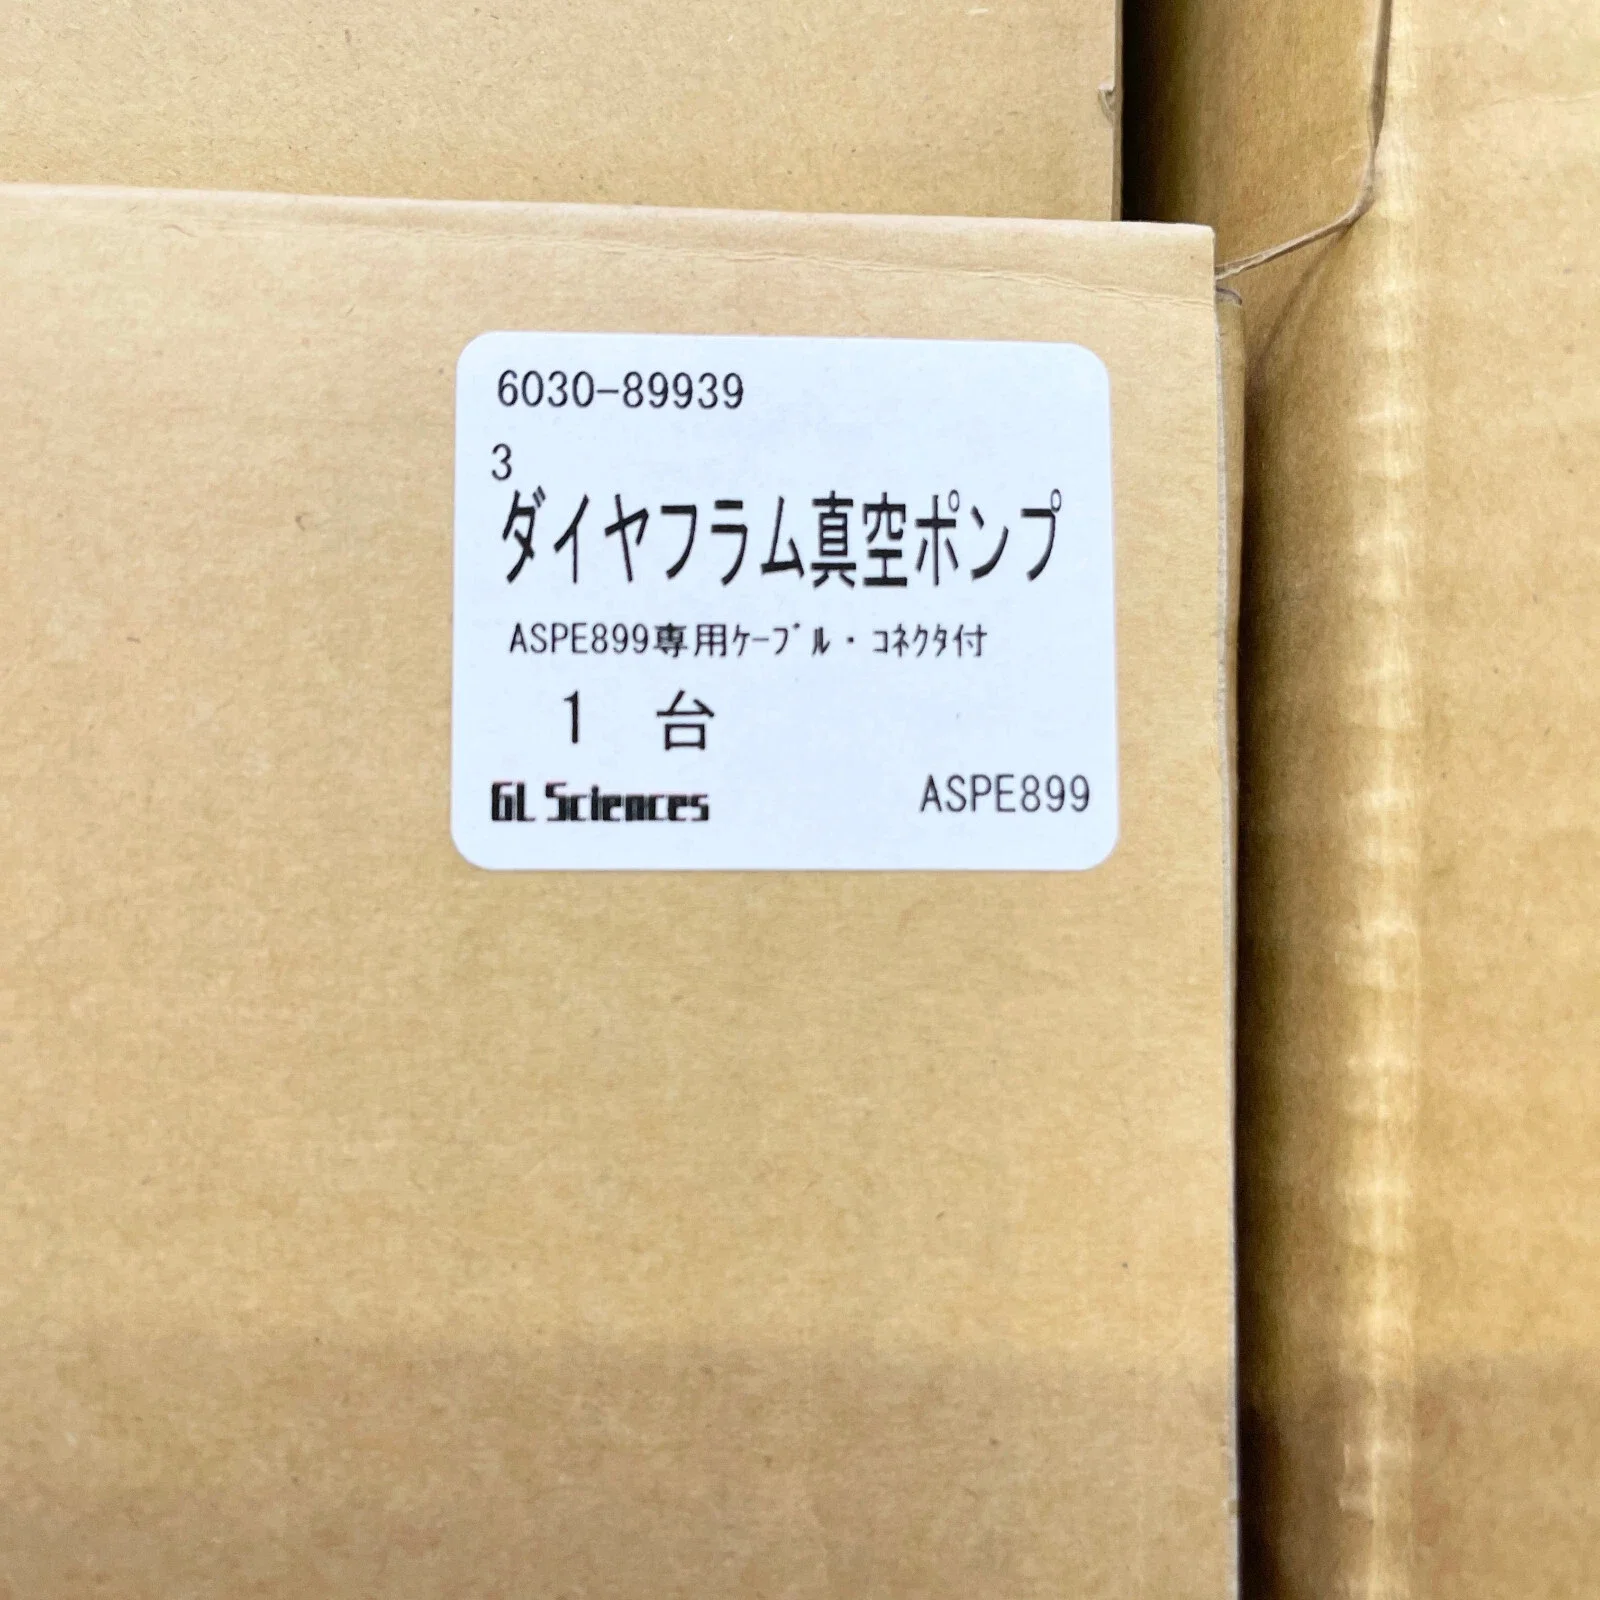 6030-89939
3
ダイヤフラム真空ポンプ
ASPE899専用ｹｰﾌﾞﾙ・ｺﾈｸﾀ付
1 台
GL Sciences ASPE899